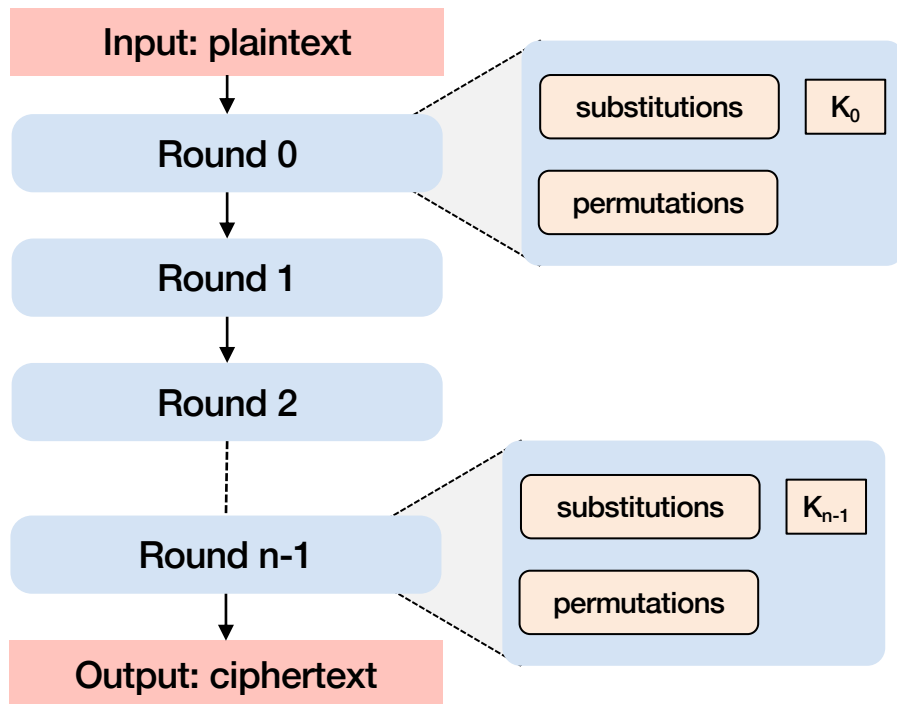 Input: plaintext
substitutions
K₀
Round 0
permutations
Round 1
Round 2
substitutions
Kₙ₋₁
Round n-1
permutations
Output: ciphertext